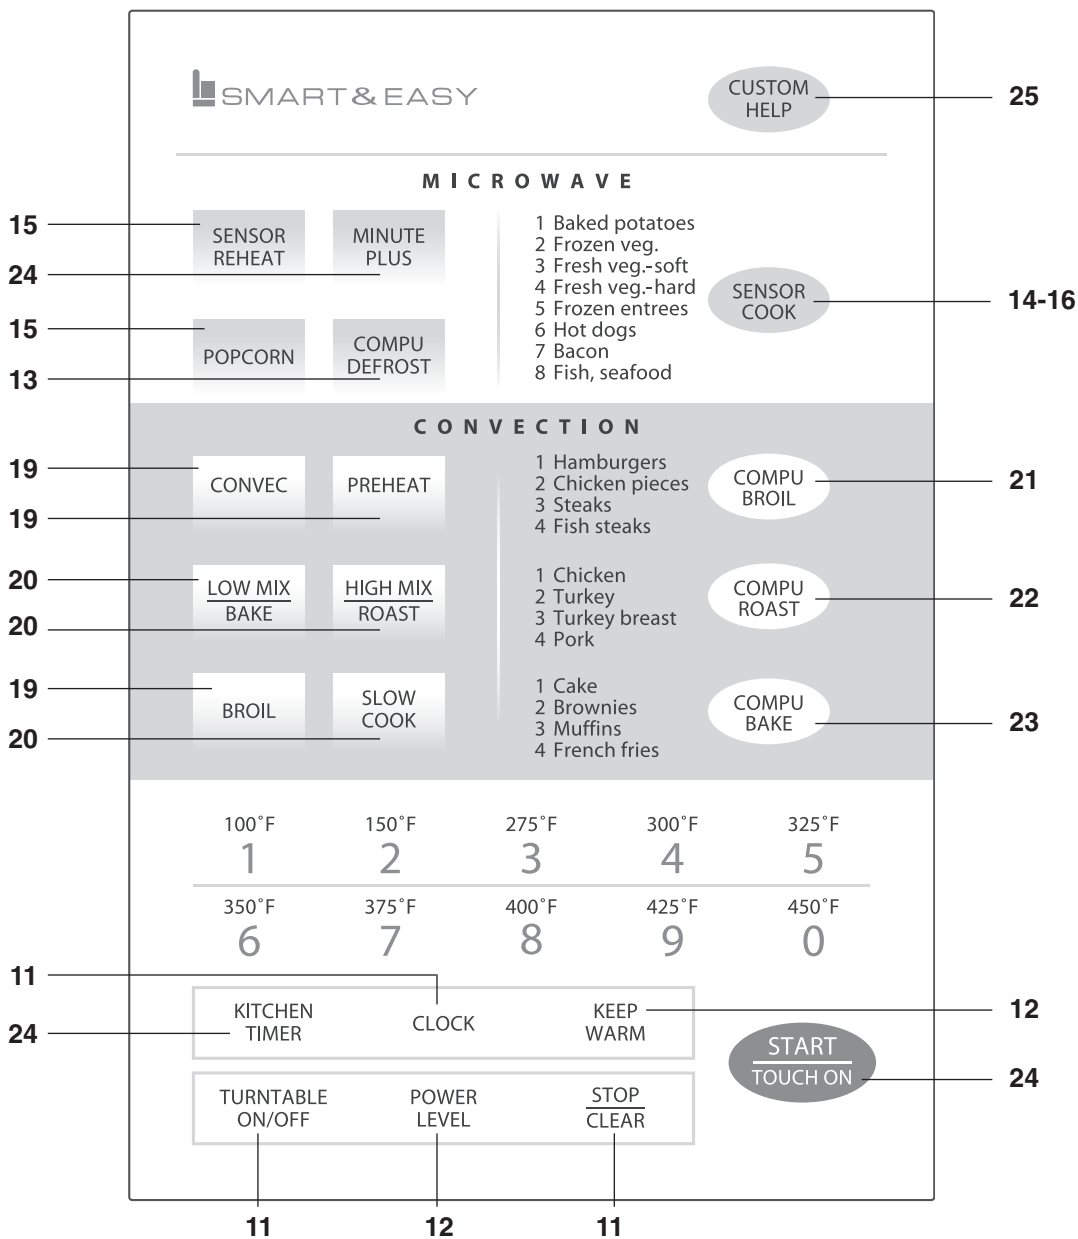 SMART & EASY
CUSTOM
HELP
25
MICROWAVE
15
SENSOR
REHEAT
MINUTE
PLUS
24
15
POPCORN
COMPU
DEFROST
13
1 Baked potatoes
2 Frozen veg.
3 Fresh veg.-soft
4 Fresh veg.-hard
5 Frozen entrees
6 Hot dogs
7 Bacon
8 Fish, seafood
SENSOR
COOK
14-16
CONVECTION
19
CONVEC
PREHEAT
19
1 Hamburgers
2 Chicken pieces
3 Steaks
4 Fish steaks
COMPU
BROIL
21
20
LOW MIX
BAKE
HIGH MIX
ROAST
20
1 Chicken
2 Turkey
3 Turkey breast
4 Pork
COMPU
ROAST
22
19
BROIL
SLOW
COOK
20
1 Cake
2 Brownies
3 Muffins
4 French fries
COMPU
BAKE
23
100˚F 150˚F 275˚F 300˚F 325˚F
1 2 3 4 5
350˚F 375˚F 400˚F 425˚F 450˚F
6 7 8 9 0
11
KITCHEN
TIMER
24
CLOCK
KEEP
WARM
12
START
TOUCH ON
24
TURNTABLE
ON/OFF
POWER
LEVEL
STOP
CLEAR
11 12 11